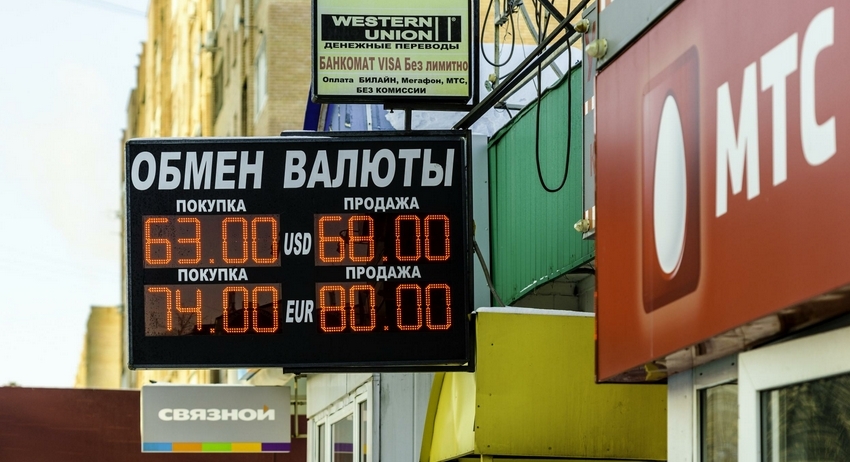 WESTERN
UNION
ДЕНЕЖНЫЕ ПЕРЕВОДЫ
БАНКОМАТ VISA Без лимитно
Оплата БИЛАЙН, Мегафон, МТС,
БЕЗ КОМИССИИ
ОБМЕН ВАЛЮТЫ
ПОКУПКА ПРОДАЖА
63.00 USD 68.00
ПОКУПКА ПРОДАЖА
74.00 EUR 80.00
МТС
СВЯЗНОЙ